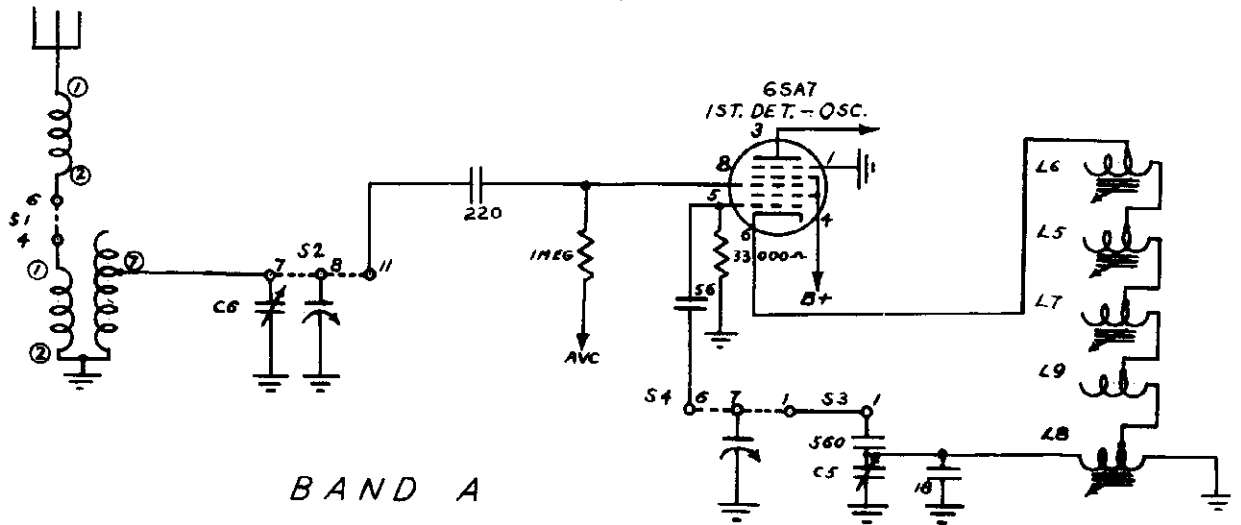 6SA7
1ST. DET. - OSC.
3
①
8
1
L6
②
220
5
6
S1
6
4
L5
4
①
⑦
S2
7
8
11
1MEG
33000Ω
C6
56
B+
L7
②
AVC
L9
S4
6
7
1
S3
1
560
L8
C5
18
BAND A